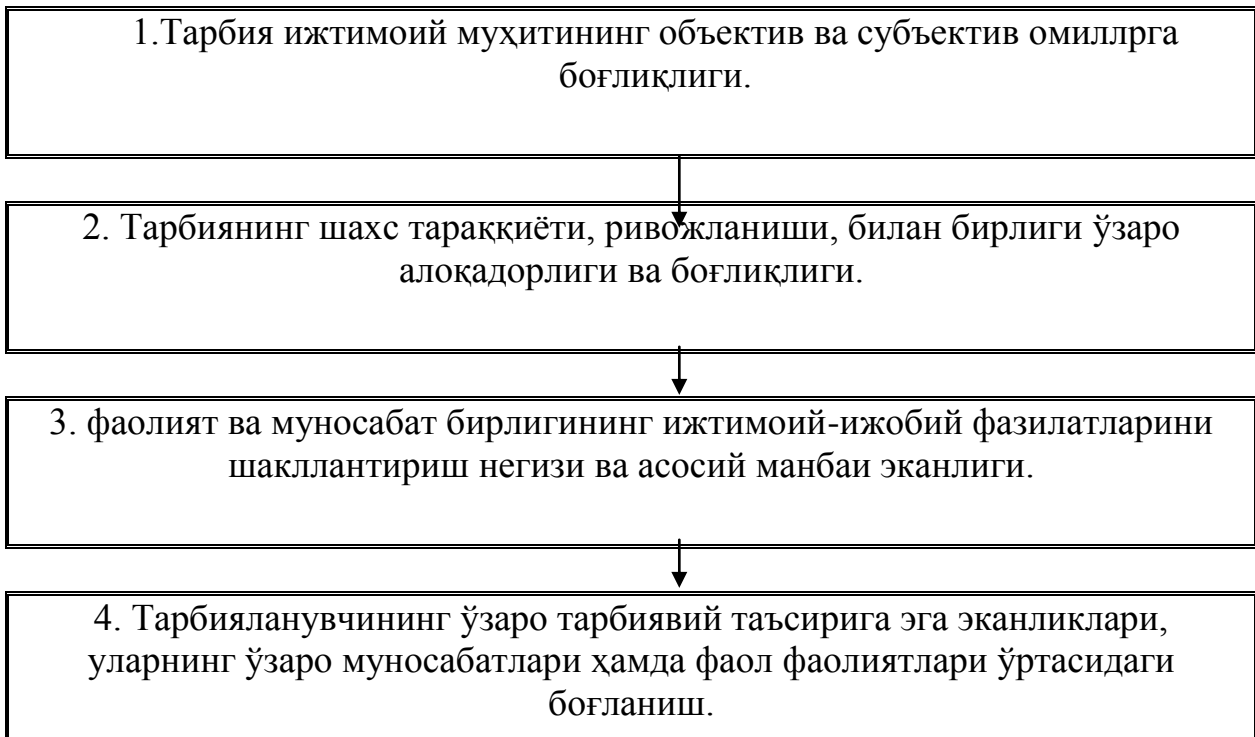 1.Тарбия ижтимоий муҳитининг объектив ва субъектив омиллрга
боғлиқлиги.
2. Тарбиянинг шахс тараққиёти, ривожланиши, билан бирлиги ўзаро
алоқадорлиги ва боғлиқлиги.
3. фаолият ва муносабат бирлигининг ижтимоий-ижобий фазилатларини
шакллантириш негизи ва асосий манбаи эканлиги.
4. Тарбияланувчининг ўзаро тарбиявий таъсирига эга эканликлари,
уларнинг ўзаро муносабатлари ҳамда фаол фаолиятлари ўртасидаги
боғланиш.